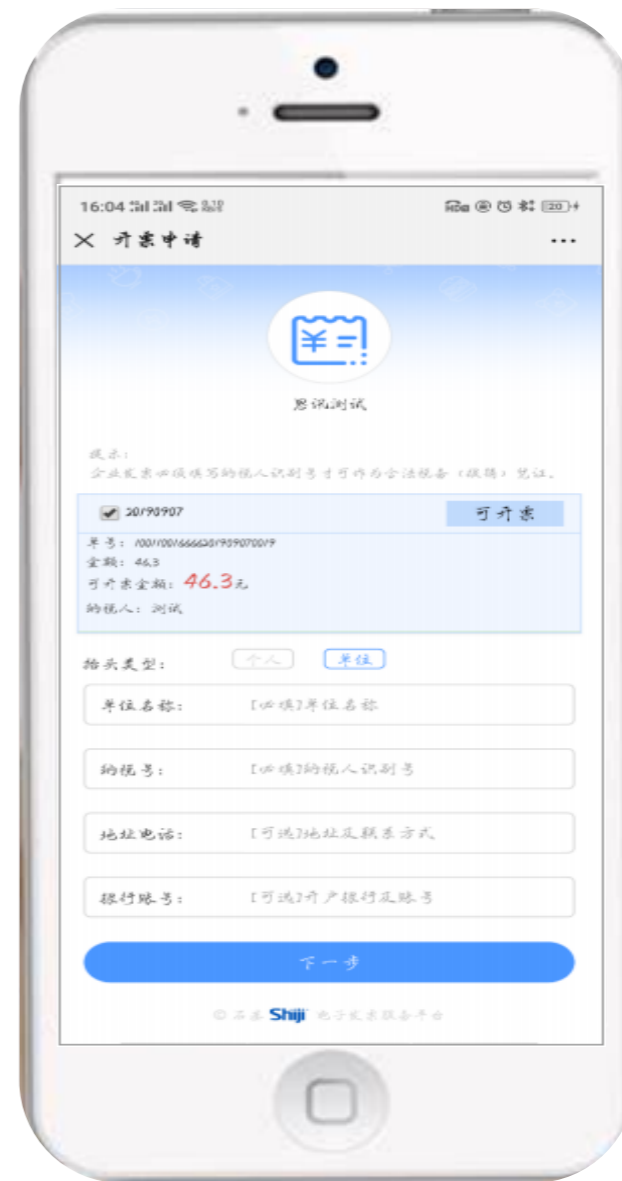 16:04
20
× 开票申请 ...
思讯测试
提示:
企业发票必须填写纳税人识别号才可作为合法税务（报销）凭证。
20190907 可开票
金额: 46.3
可开票金额: 46.3元
纳税人: 测试
抬头类型: 个人 单位
单位名称: [必填]单位名称
纳税号: [必填]纳税人识别号
地址电话: [可选]地址及联系方式
银行账号: [可选]开户银行及账号
下一步
©石基 Shiji 电子发票服务平台